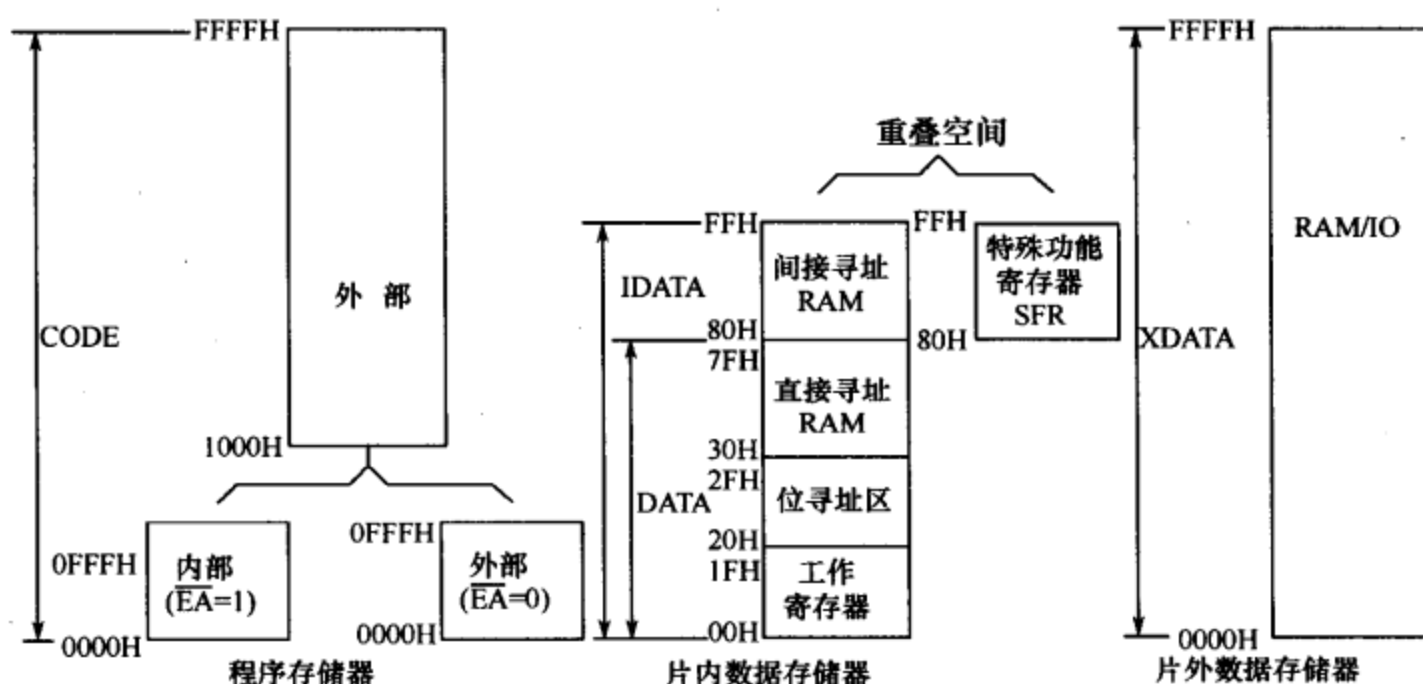 FFFFH
外部
CODE
1000H
0FFFH
内部
(EA=1)
0000H
0FFFH
外部
(EA=0)
0000H
程序存储器
重叠空间
FFH
IDATA
间接寻址
RAM
80H
7FH
直接寻址
RAM
30H
2FH
DATA
位寻址区
20H
1FH
工作
寄存器
00H
FFH
特殊功能
寄存器
SFR
80H
片内数据存储器
FFFFH
RAM/IO
XDATA
0000H
片外数据存储器